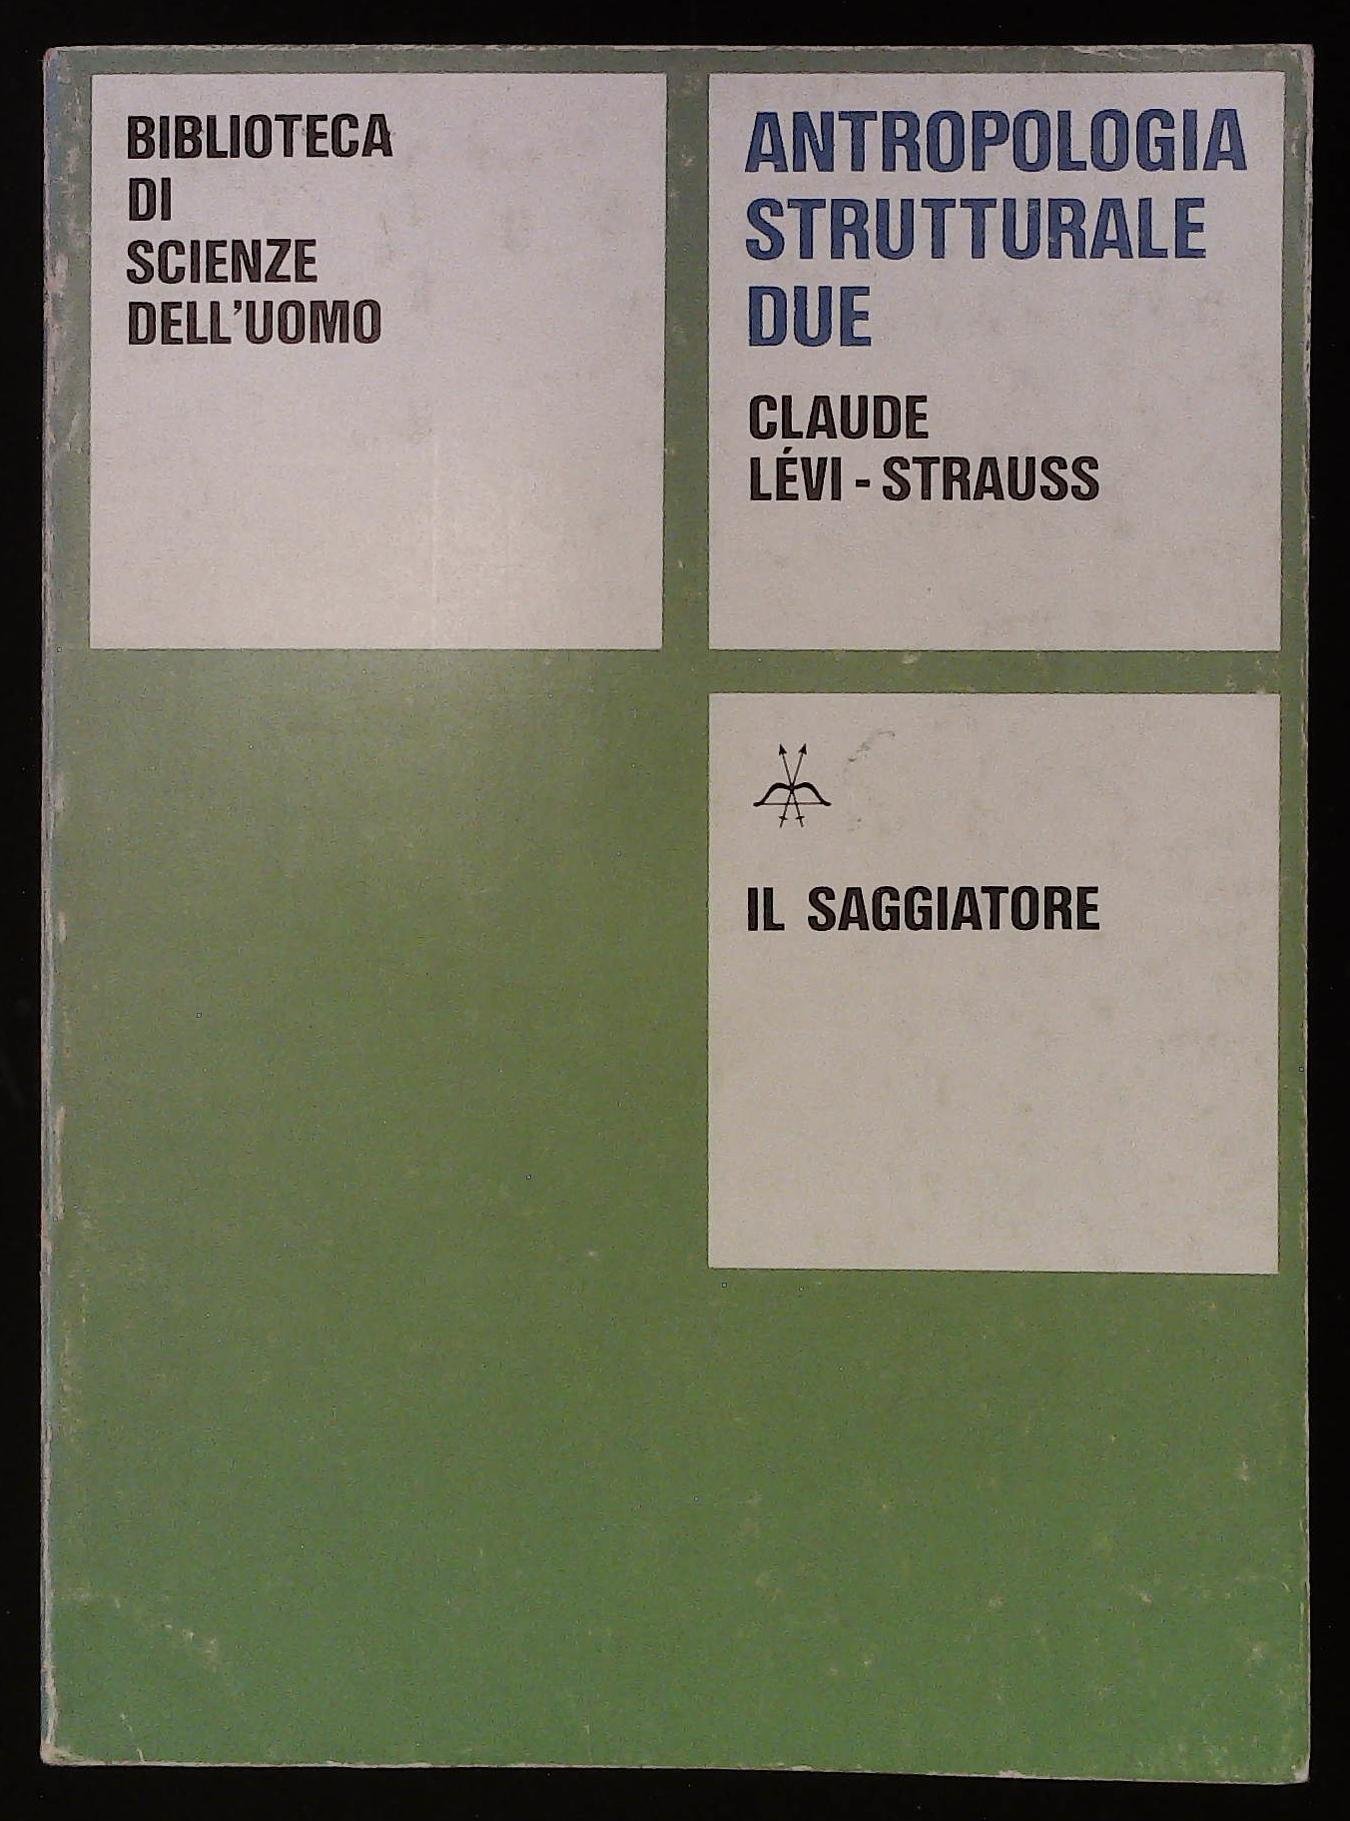 BIBLIOTECA
DI
SCIENZE
DELL'UOMO
ANTROPOLOGIA
STRUTTURALE
DUE
CLAUDE
LÉVI-STRAUSS
IL SAGGIATORE